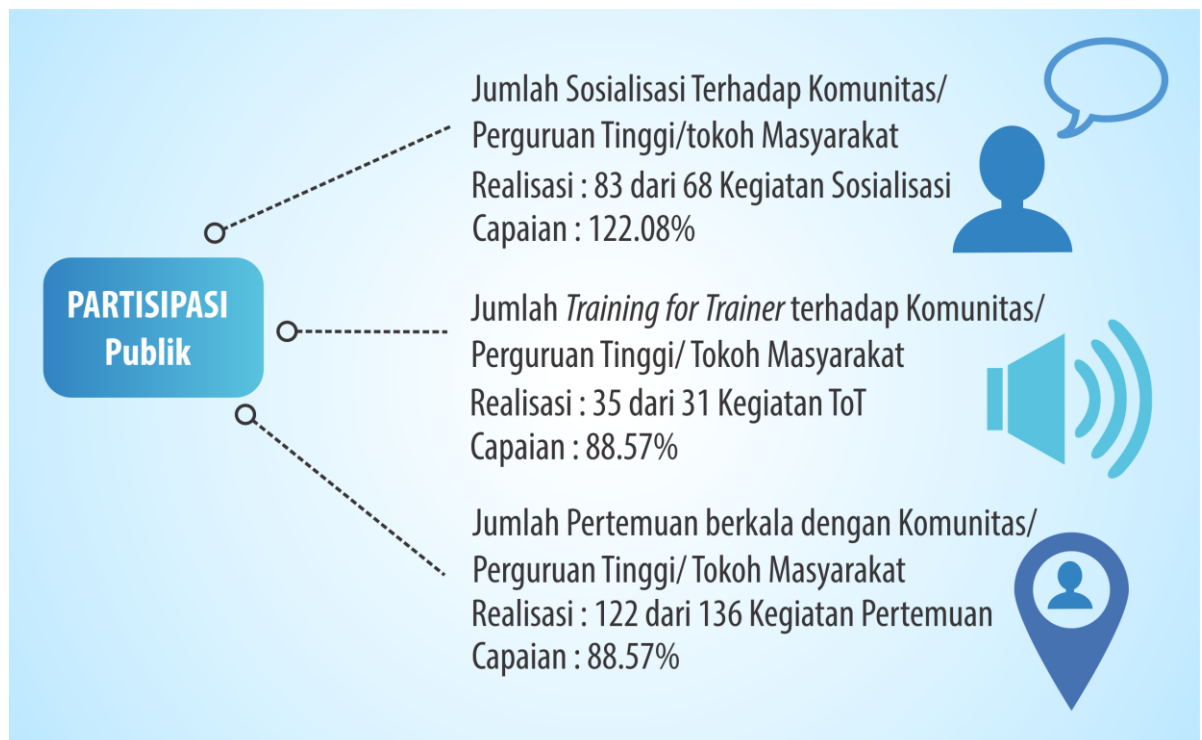 PARTISIPASI
Publik
Jumlah Sosialisasi Terhadap Komunitas/
Perguruan Tinggi/tokoh Masyarakat
Realisasi : 83 dari 68 Kegiatan Sosialisasi
Capaian : 122.08%
Jumlah Training for Trainer terhadap Komunitas/
Perguruan Tinggi/ Tokoh Masyarakat
Realisasi : 35 dari 31 Kegiatan ToT
Capaian : 88.57%
Jumlah Pertemuan berkala dengan Komunitas/
Perguruan Tinggi/ Tokoh Masyarakat
Realisasi : 122 dari 136 Kegiatan Pertemuan
Capaian : 88.57%